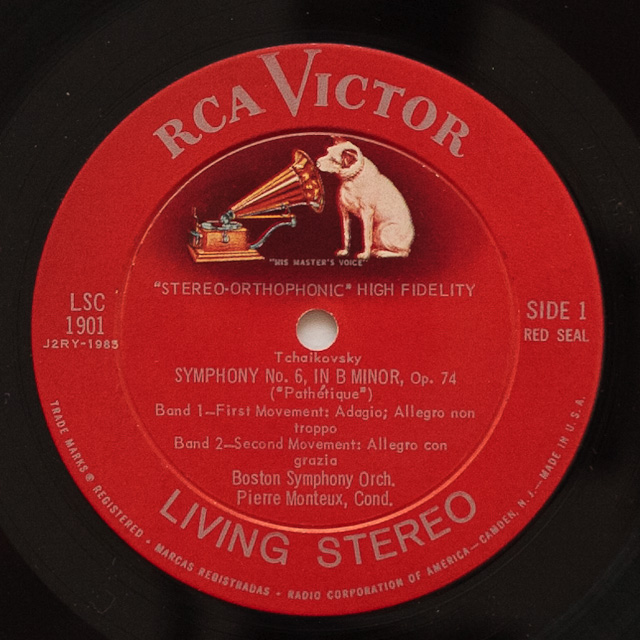 RCA VICTOR
"HIS MASTER'S VOICE"
"STEREO-ORTHOPHONIC" HIGH FIDELITY
LSC
1901
J2RY-1983
SIDE 1
RED SEAL
Tchaikovsky
SYMPHONY No. 6, IN B MINOR, Op. 74
("Pathétique")
Band 1—First Movement: Adagio; Allegro non
troppo
Band 2—Second Movement: Allegro con
grazia
Boston Symphony Orch.
Pierre Monteux, Cond.
LIVING STEREO
TRADE MARKS ® REGISTERED · MARCAS REGISTRADAS · RADIO CORPORATION OF AMERICA—CAMDEN, N. J.—MADE IN U.S.A.